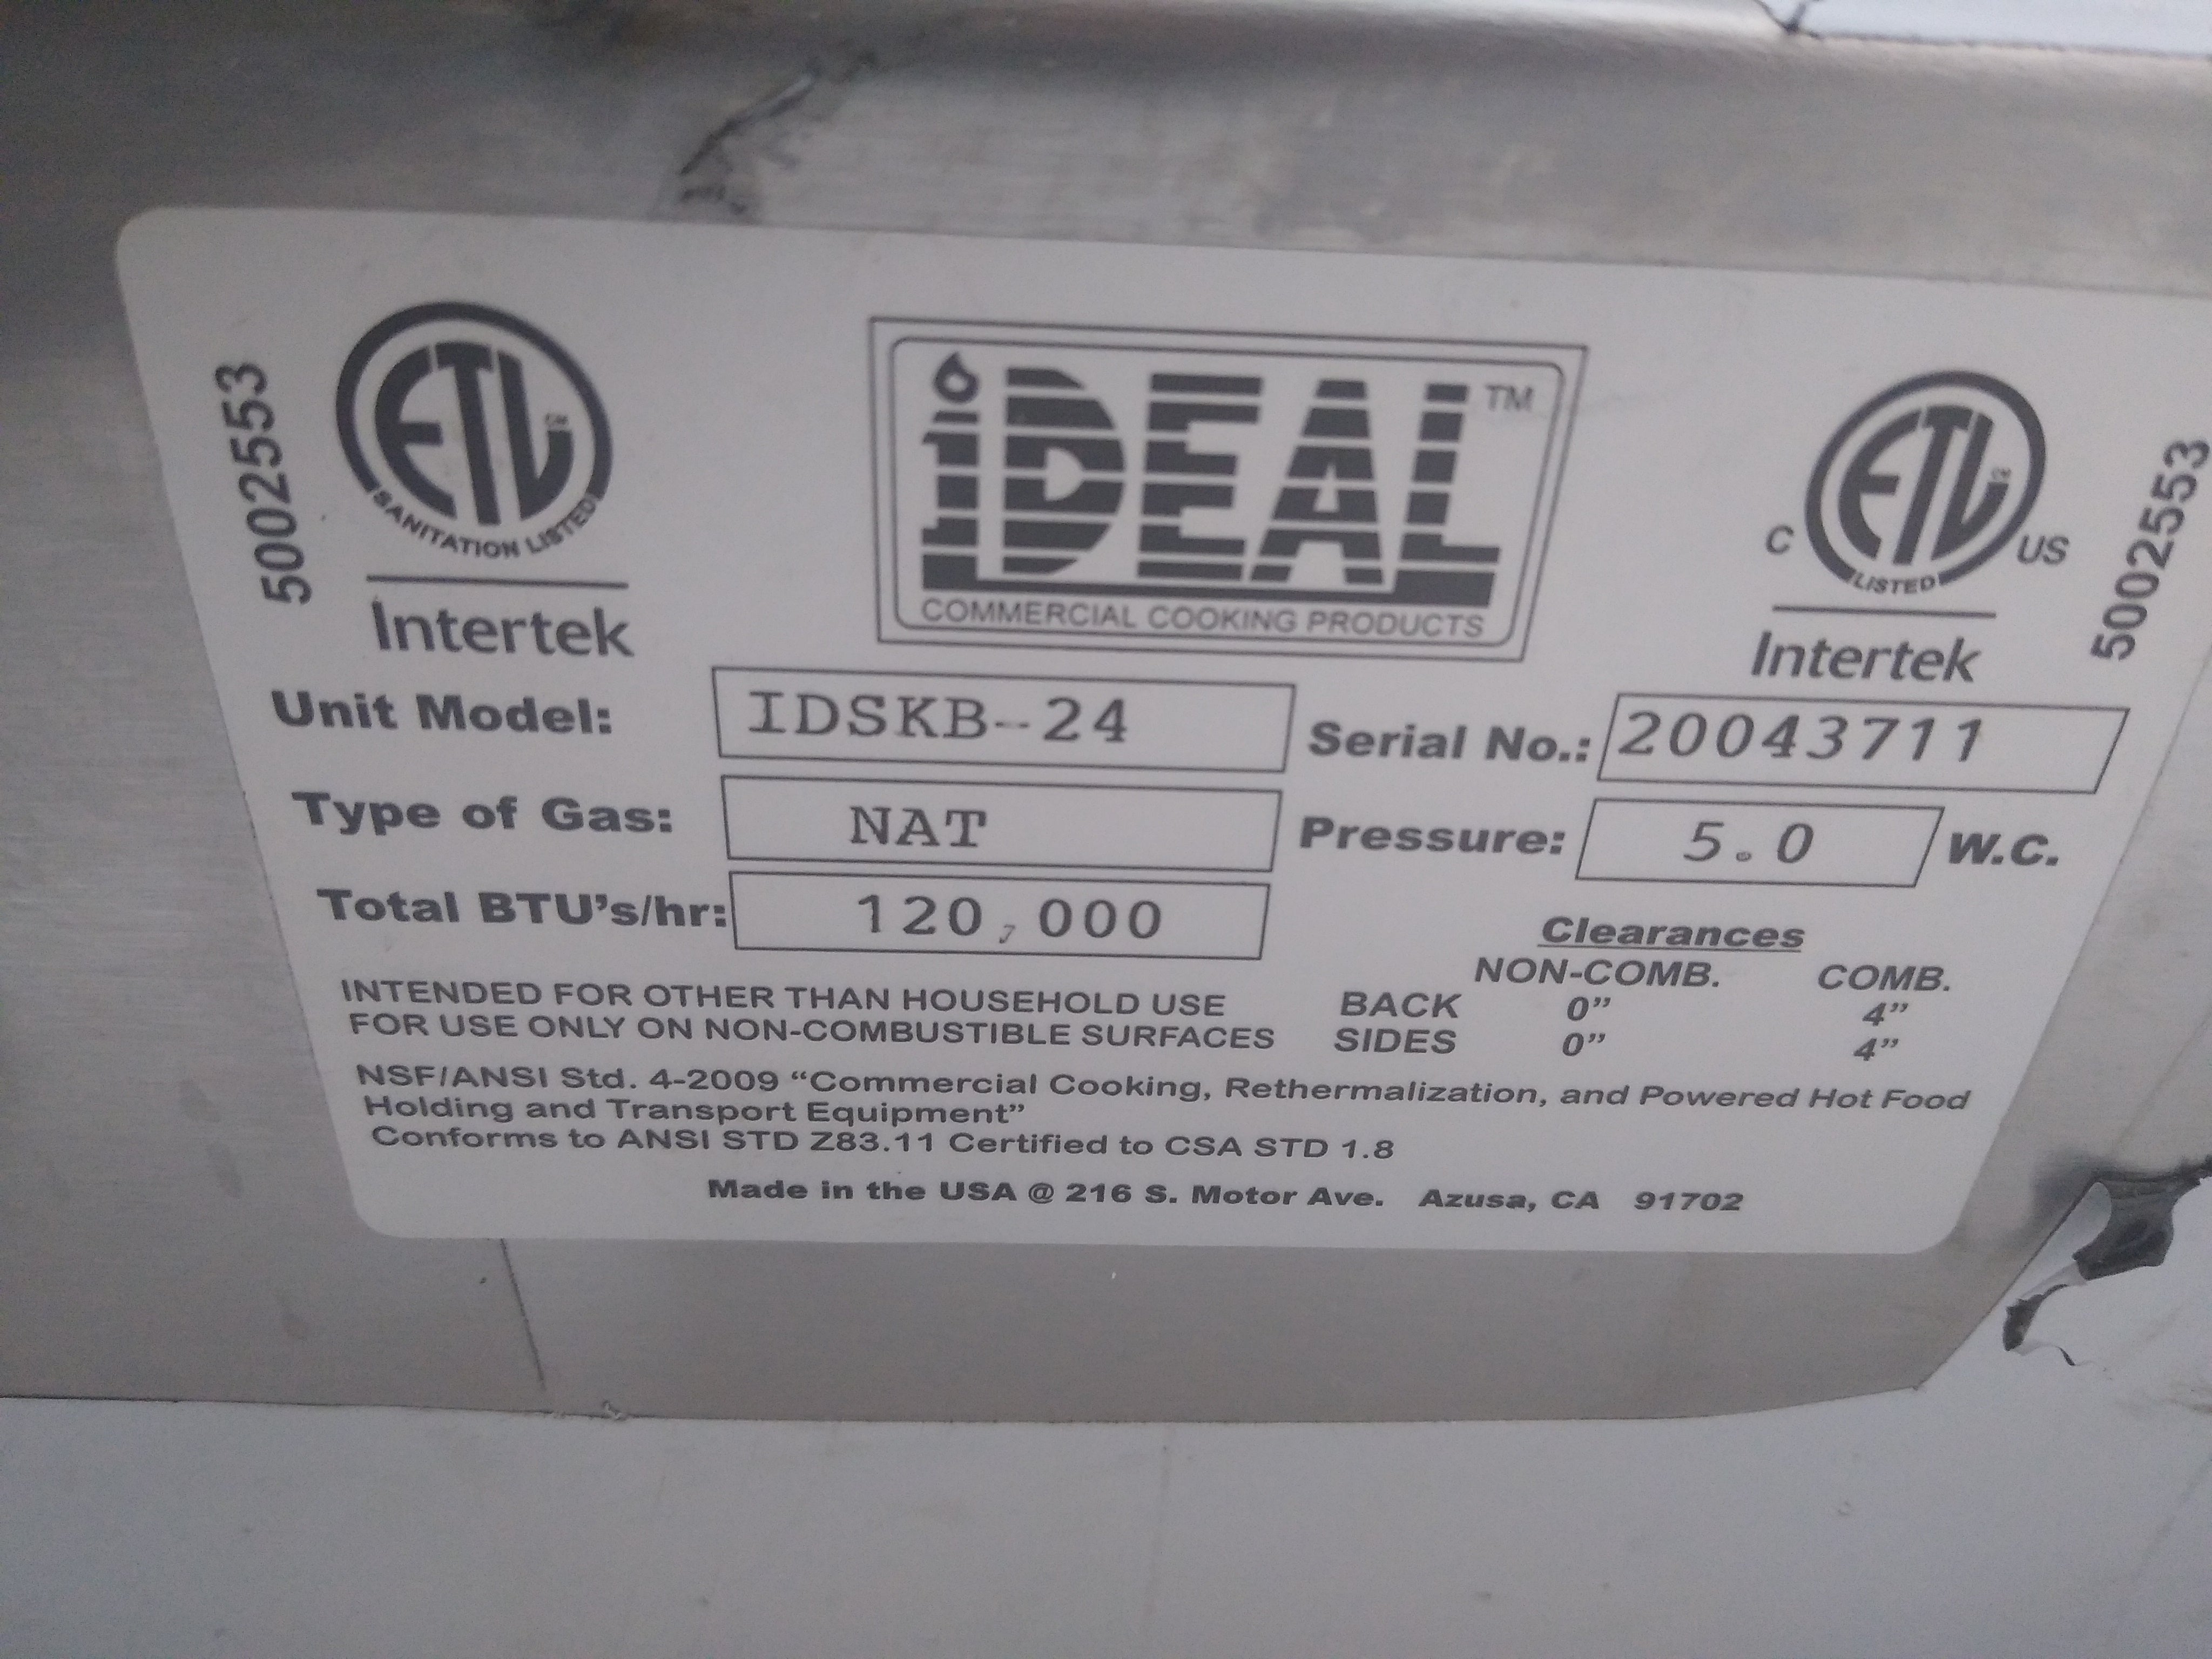 5002553
ETL
SM
SANITATION LISTED
Intertek
iDEAL™
COMMERCIAL COOKING PRODUCTS
C ETL US
LISTED
Intertek
5002553
Unit Model: IDSKB-24 Serial No.: 20043711
Type of Gas: NAT Pressure: 5.0 W.C.
Total BTU's/hr: 120,000
Clearances
NON-COMB. COMB.
INTENDED FOR OTHER THAN HOUSEHOLD USE BACK 0” 4”
FOR USE ONLY ON NON-COMBUSTIBLE SURFACES SIDES 0” 4”
NSF/ANSI Std. 4-2009 “Commercial Cooking, Rethermalization, and Powered Hot Food
Holding and Transport Equipment”
Conforms to ANSI STD Z83.11 Certified to CSA STD 1.8
Made in the USA @ 216 S. Motor Ave. Azusa, CA 91702